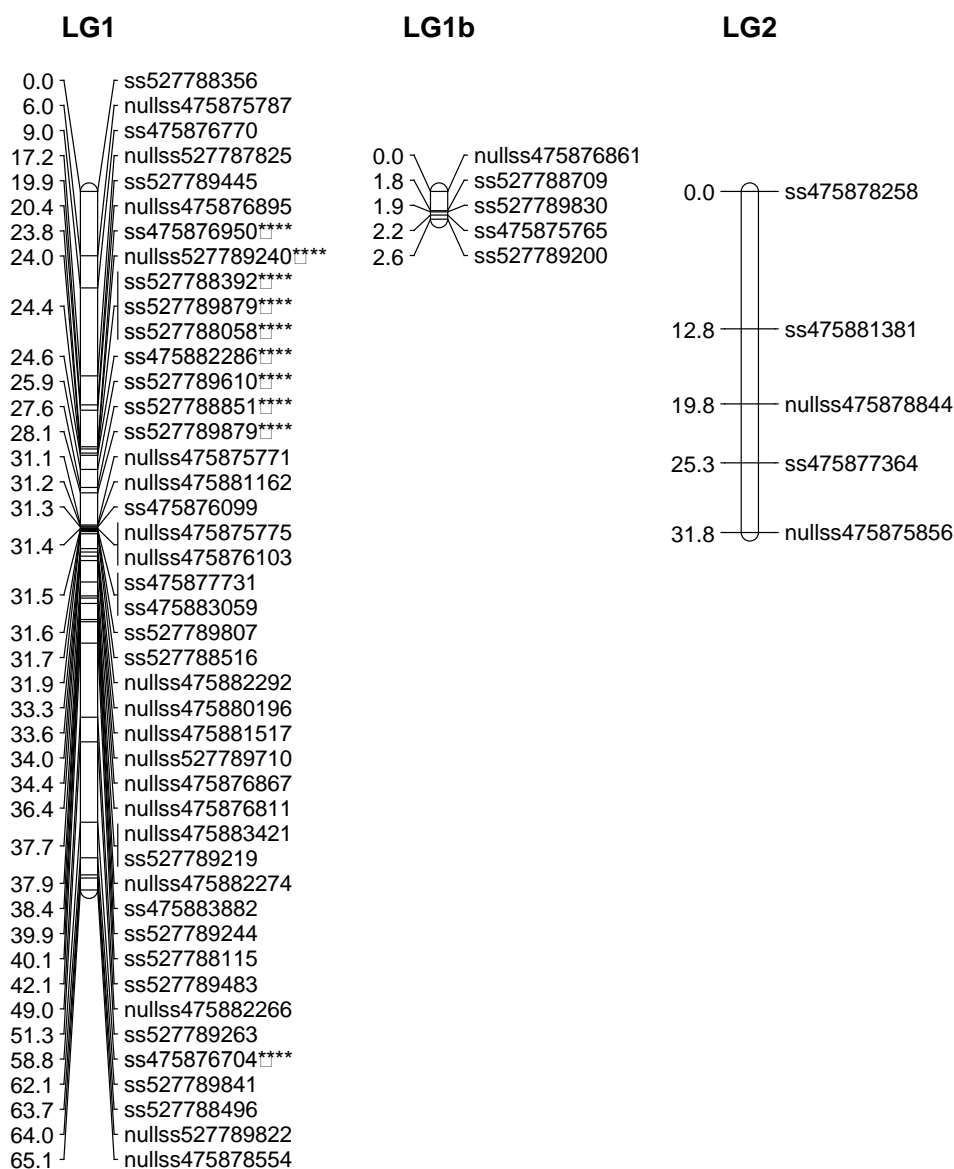 LG1
0.0 ss527788356
6.0 nullss475875787
9.0 ss475876770
17.2 nullss527787825
19.9 ss527789445
20.4 nullss475876895
23.8 ss475876950****
24.0 nullss527789240****
ss527788392****
24.4 ss527789879****
ss527788058****
24.6 ss475882286****
25.9 ss527789610****
27.6 ss527788851****
28.1 ss527789879****
31.1 nullss475875771
31.2 nullss475881162
31.3 ss475876099
31.4 nullss475875775
nullss475876103
31.5 ss475877731
ss475883059
31.6 ss527789807
31.7 ss527788516
31.9 nullss475882292
33.3 nullss475880196
33.6 nullss475881517
34.0 nullss527789710
34.4 nullss475876867
36.4 nullss475876811
37.7 nullss475883421
ss527789219
37.9 nullss475882274
38.4 ss475883882
39.9 ss527789244
40.1 ss527788115
42.1 ss527789483
49.0 nullss475882266
51.3 ss527789263
58.8 ss475876704****
62.1 ss527789841
63.7 ss527788496
64.0 nullss527789822
65.1 nullss475878554
LG1b
0.0 nullss475876861
1.8 ss527788709
1.9 ss527789830
2.2 ss475875765
2.6 ss527789200
LG2
0.0 ss475878258
12.8 ss475881381
19.8 nullss475878844
25.3 ss475877364
31.8 nullss475875856